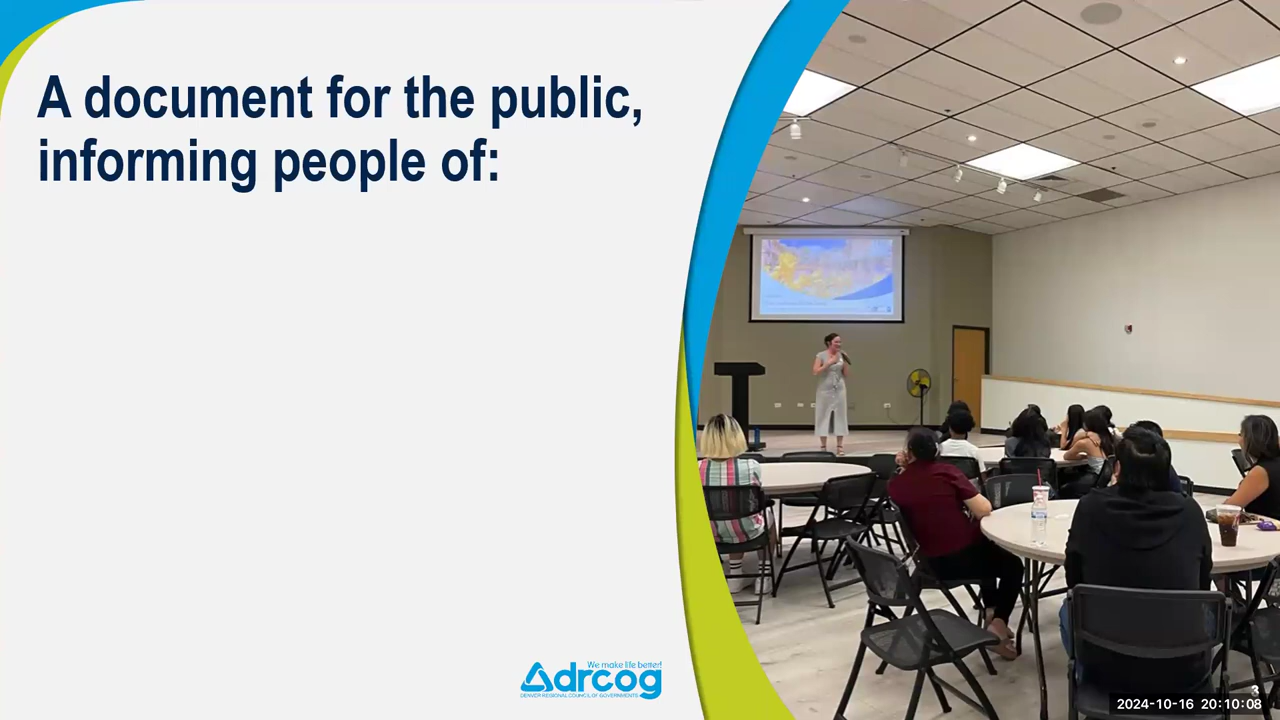 A document for the public,
informing people of:
We make life better!
drcog
DENVER REGIONAL COUNCIL OF GOVERNMENTS
3
2024-10-16 20:10:08